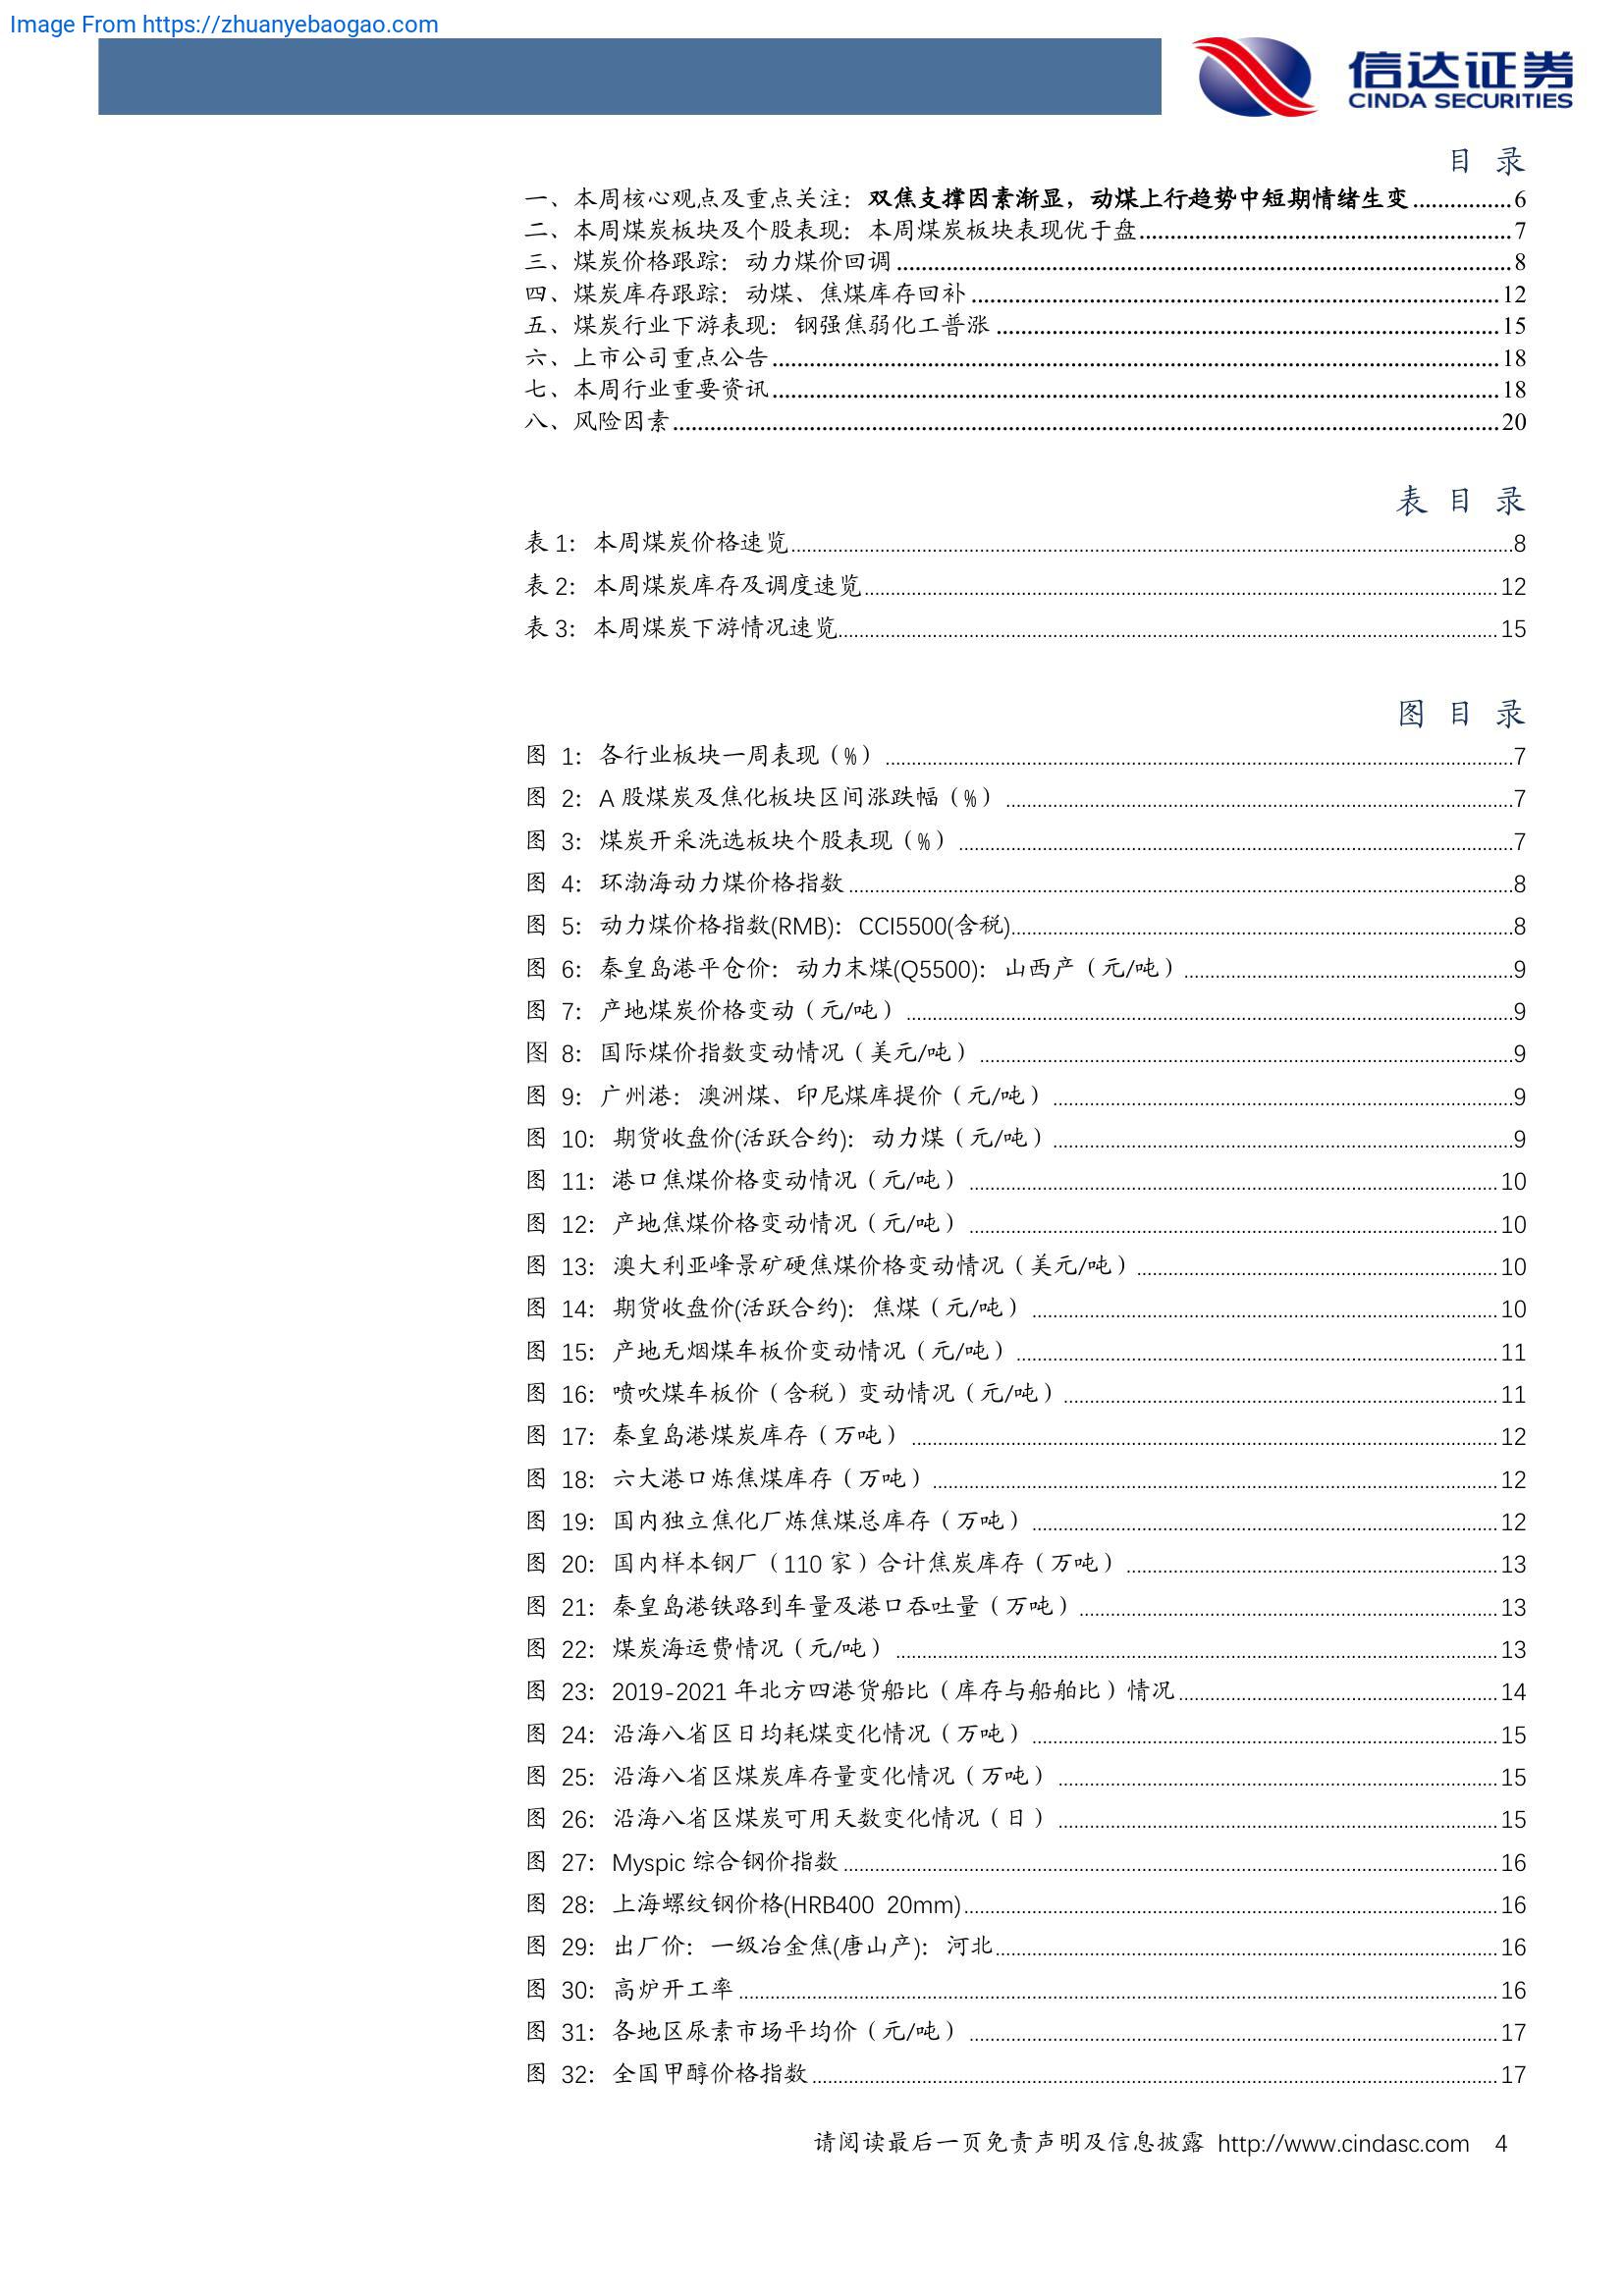 Image From https://zhuanyebaogao.com
信达证券
CINDA SECURITIES
目 录
一、本周核心观点及重点关注：双焦支撑因素渐显，动煤上行趋势中短期情绪生变................6
二、本周煤炭板块及个股表现：本周煤炭板块表现优于盘............................................................7
三、煤炭价格跟踪：动力煤价回调....................................................................................................8
四、煤炭库存跟踪：动煤、焦煤库存回补......................................................................................12
五、煤炭行业下游表现：钢强焦弱化工普涨..................................................................................15
六、上市公司重点公告......................................................................................................................18
七、本周行业重要资讯......................................................................................................................18
八、风险因素......................................................................................................................................20
表 目 录
表 1：本周煤炭价格速览....................................................................................................8
表 2：本周煤炭库存及调度速览........................................................................................12
表 3：本周煤炭下游情况速览............................................................................................15
图 目 录
图 1：各行业板块一周表现（%）....................................................................................7
图 2：A 股煤炭及焦化板块区间涨跌幅（%）................................................................7
图 3：煤炭开采洗选板块个股表现（%）........................................................................7
图 4：环渤海动力煤价格指数............................................................................................8
图 5：动力煤价格指数(RMB)：CCI5500(含税)................................................................8
图 6：秦皇岛港平仓价：动力末煤(Q5500)：山西产（元/吨）........................................9
图 7：产地煤炭价格变动（元/吨）....................................................................................9
图 8：国际煤价指数变动情况（美元/吨）........................................................................9
图 9：广州港：澳洲煤、印尼煤库提价（元/吨）............................................................9
图 10：期货收盘价(活跃合约)：动力煤（元/吨）............................................................9
图 11：港口焦煤价格变动情况（元/吨）........................................................................10
图 12：产地焦煤价格变动情况（元/吨）........................................................................10
图 13：澳大利亚峰景矿硬焦煤价格变动情况（美元/吨）................................................10
图 14：期货收盘价(活跃合约)：焦煤（元/吨）................................................................10
图 15：产地无烟煤车板价变动情况（元/吨）....................................................................11
图 16：喷吹煤车板价（含税）变动情况（元/吨）............................................................11
图 17：秦皇岛港煤炭库存（万吨）....................................................................................12
图 18：六大港口炼焦煤库存（万吨）................................................................................12
图 19：国内独立焦化厂炼焦煤总库存（万吨）................................................................12
图 20：国内样本钢厂（110 家）合计焦炭库存（万吨）....................................................13
图 21：秦皇岛港铁路到车量及港口吞吐量（万吨）........................................................13
图 22：煤炭海运费情况（元/吨）....................................................................................13
图 23：2019-2021 年北方四港货船比（库存与船舶比）情况............................................14
图 24：沿海八省区日均耗煤变化情况（万吨）................................................................15
图 25：沿海八省区煤炭库存量变化情况（万吨）............................................................15
图 26：沿海八省区煤炭可用天数变化情况（日）............................................................15
图 27：Myspic 综合钢价指数............................................................................................16
图 28：上海螺纹钢价格(HRB400 20mm)........................................................................16
图 29：出厂价：一级冶金焦(唐山产)：河北....................................................................16
图 30：高炉开工率............................................................................................................16
图 31：各地区尿素市场平均价（元/吨）........................................................................17
图 32：全国甲醇价格指数................................................................................................17
请阅读最后一页免责声明及信息披露 http://www.cindasc.com 4